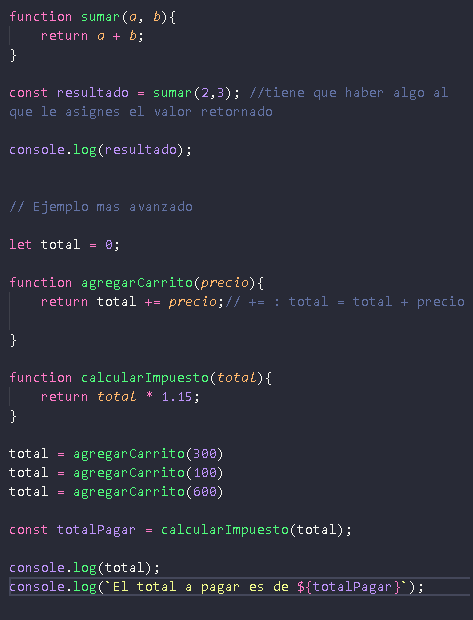 function sumar(a, b){
    return a + b;
}
const resultado = sumar(2,3); //tiene que haber algo al
que le asignes el valor retornado
console.log(resultado);
// Ejemplo mas avanzado
let total = 0;
function agregarCarrito(precio){
    return total += precio;// += : total = total + precio
}
function calcularImpuesto(total){
    return total * 1.15;
}
total = agregarCarrito(300)
total = agregarCarrito(100)
total = agregarCarrito(600)
const totalPagar = calcularImpuesto(total);
console.log(total);
console.log(`El total a pagar es de ${totalPagar}`);